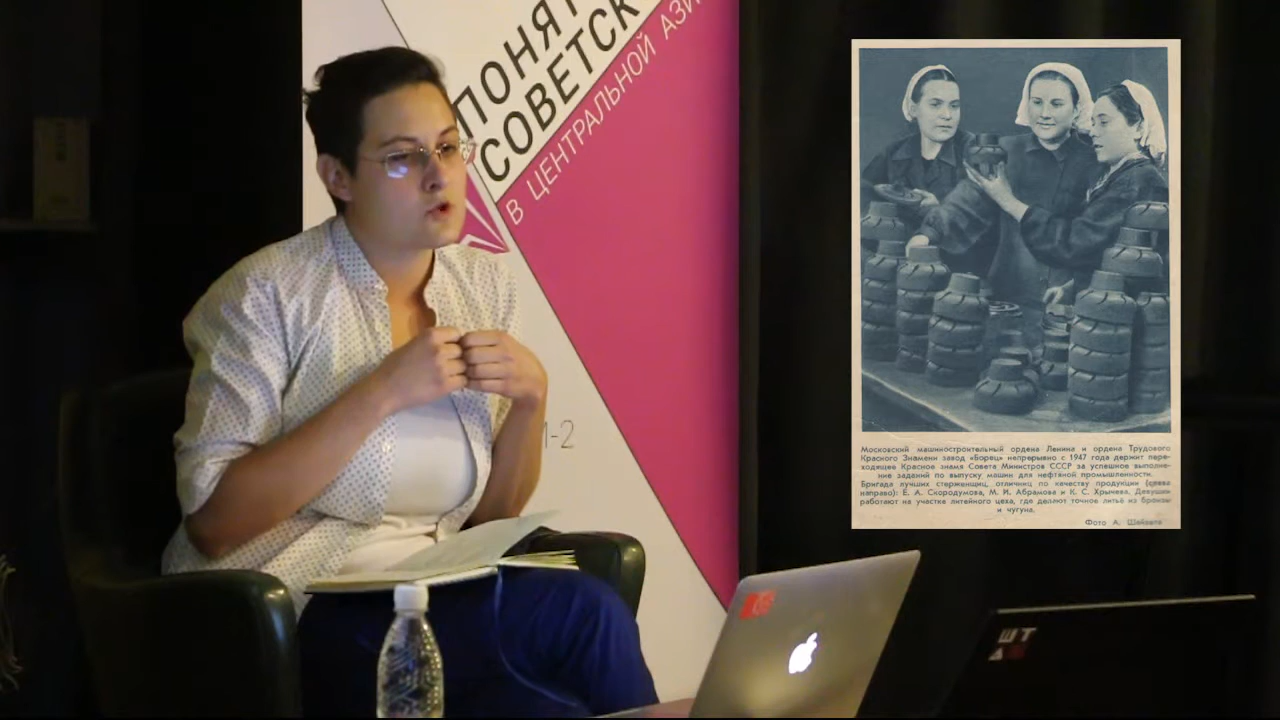 ПОНЯТ
СОВЕТСК
В ЦЕНТРАЛЬНОЙ АЗИ
-2
ШТ
АБ
Московский машиностроительный ордена Ленина и ордена Трудового
Красного Знамени завод «Борец» непрерывно с 1947 года держит пере-
ходящее Красное знамя Совета Министров СССР за успешное выполне-
ние заданий по выпуску машин для нефтяной промышленности.
Бригада лучших стерженщиц, отличниц по качеству продукции (слева
направо): Е. А. Скородумова, М. И. Абрамова и К. С. Хрычева. Девушки
работают на участке литейного цеха, где делают точное литьё из бронзы
и чугуна.
Фото А. Шейхета